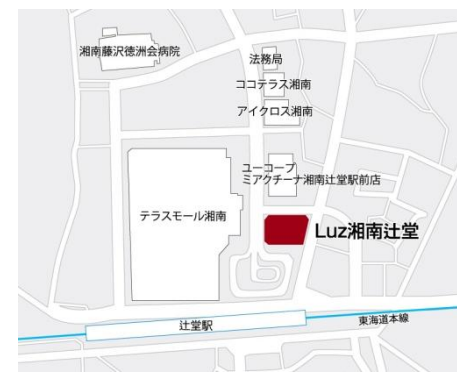 湘南藤沢徳洲会病院
法務局
ココテラス湘南
アイクロス湘南
ユーコープ
ミアクチーナ湘南辻堂駅前店
テラスモール湘南
Luz湘南辻堂
辻堂駅
東海道本線